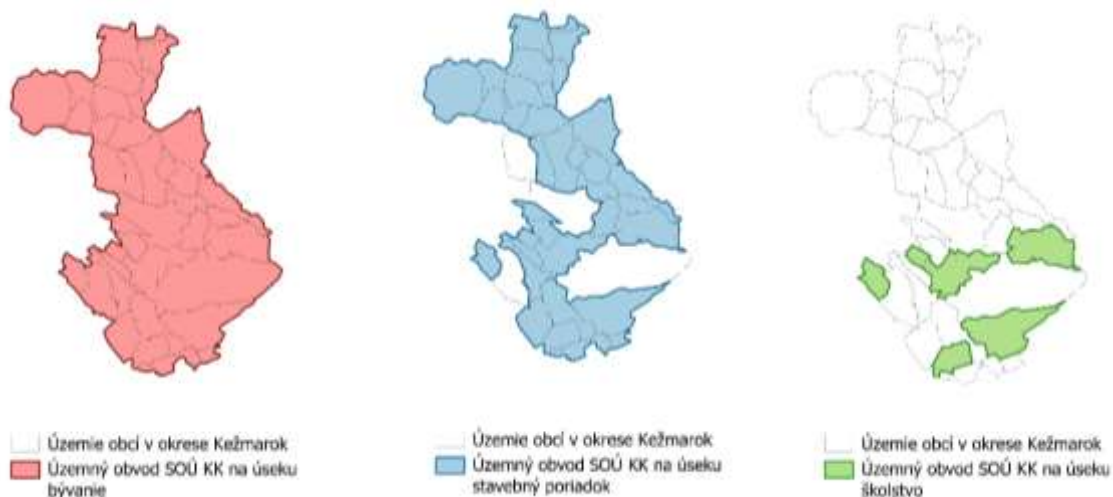 Územie obcí v okrese Kežmarok
Územný obvod SOÚ KK na úseku
bývanie
Územie obcí v okrese Kežmarok
Územný obvod SOÚ KK na úseku
stavebný poriadok
Územie obcí v okrese Kežmarok
Územný obvod SOÚ KK na úseku
školstvo